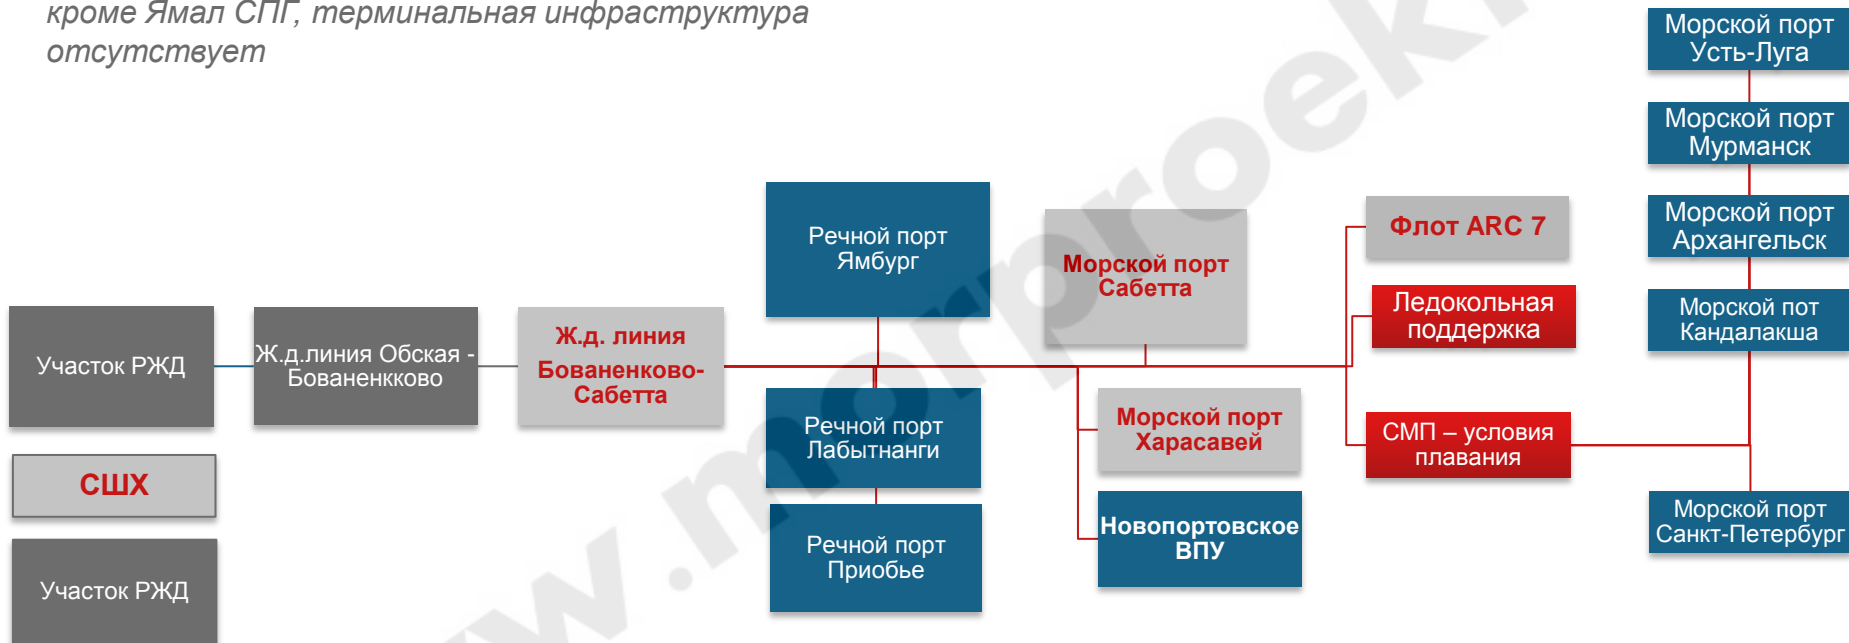 кроме Ямал СПГ, терминальная инфраструктура
отсутствует
Морской порт
Усть-Луга
Морской порт
Мурманск
Морской порт
Архангельск
Морской пот
Кандалакша
Морской порт
Санкт-Петербург
Флот ARC 7
Ледокольная
поддержка
СМП – условия
плавания
Морской порт
Сабетта
Морской порт
Харасавей
Новопортовское
ВПУ
Речной порт
Ямбург
Речной порт
Лабытнанги
Речной порт
Приобье
Ж.д. линия
Бованенково-
Сабетта
Ж.д.линия Обская -
Бованенкково
Участок РЖД
СШХ
Участок РЖД
w.morproek